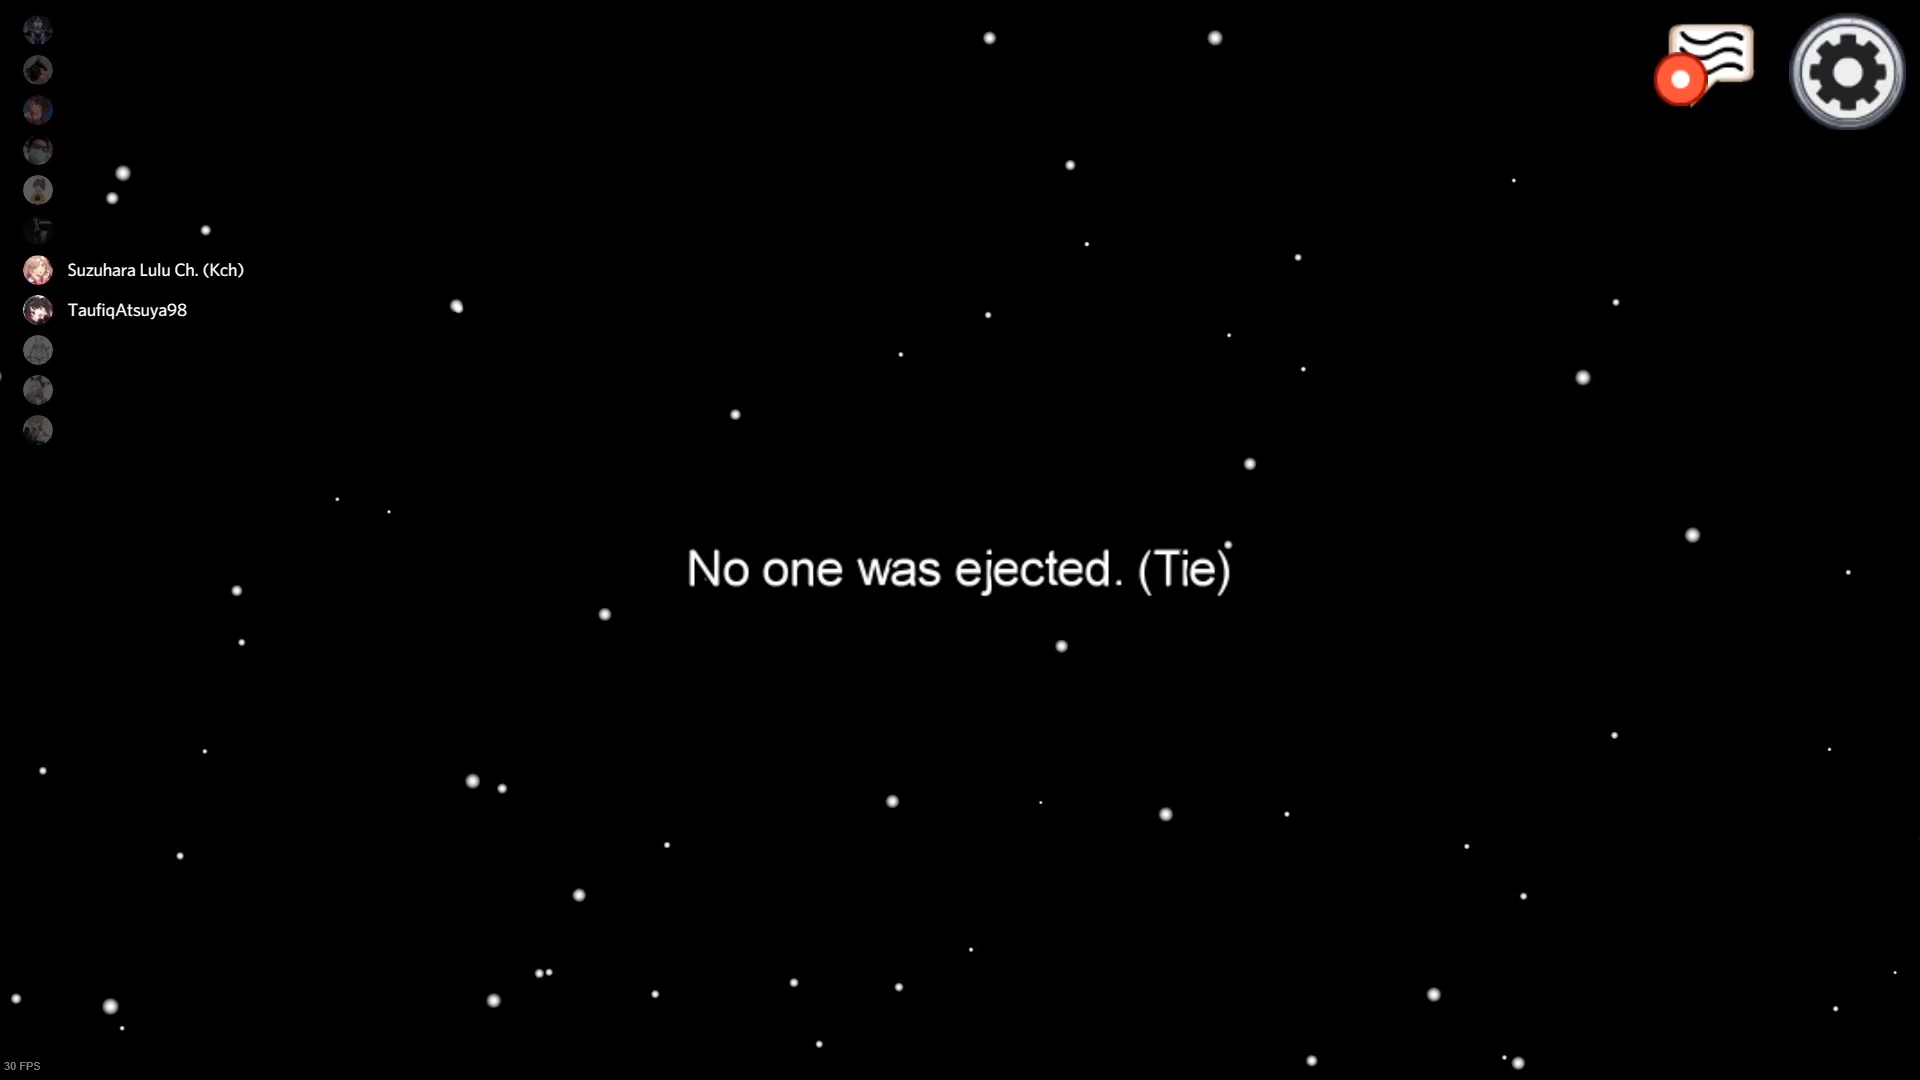 Suzuhara Lulu Ch. (Kch)
TaufiqAtsuya98
No one was ejected. (Tie)
30 FPS